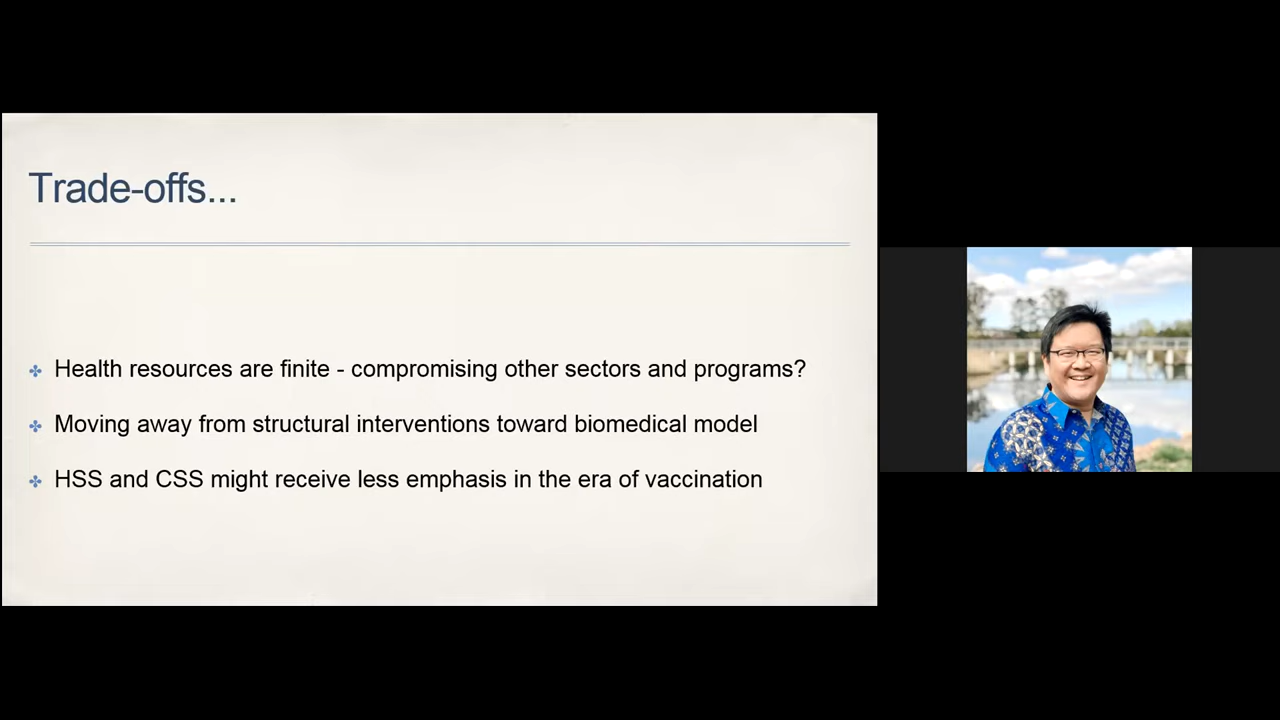 Trade-offs...
Health resources are finite - compromising other sectors and programs?
Moving away from structural interventions toward biomedical model
HSS and CSS might receive less emphasis in the era of vaccination